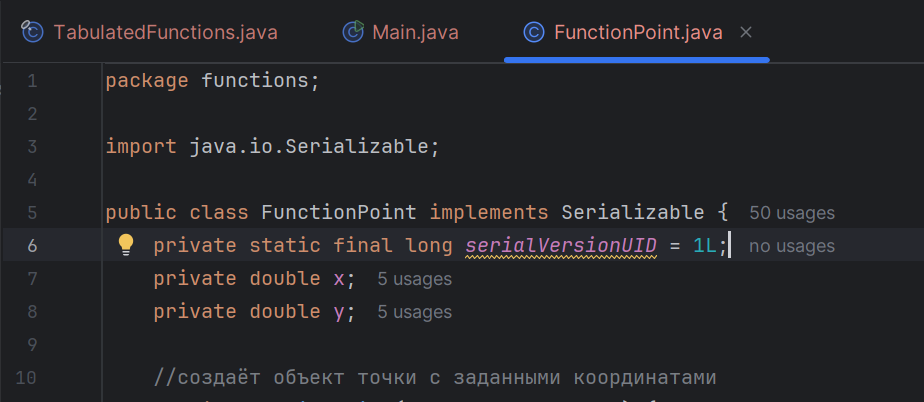 TabulatedFunctions.java Main.java FunctionPoint.java
1 package functions;
2
3 import java.io.Serializable;
4
5 public class FunctionPoint implements Serializable { 50 usages
6 private static final long serialVersionUID = 1L; no usages
7 private double x; 5 usages
8 private double y; 5 usages
9
10 //создаёт объект точки с заданными координатами